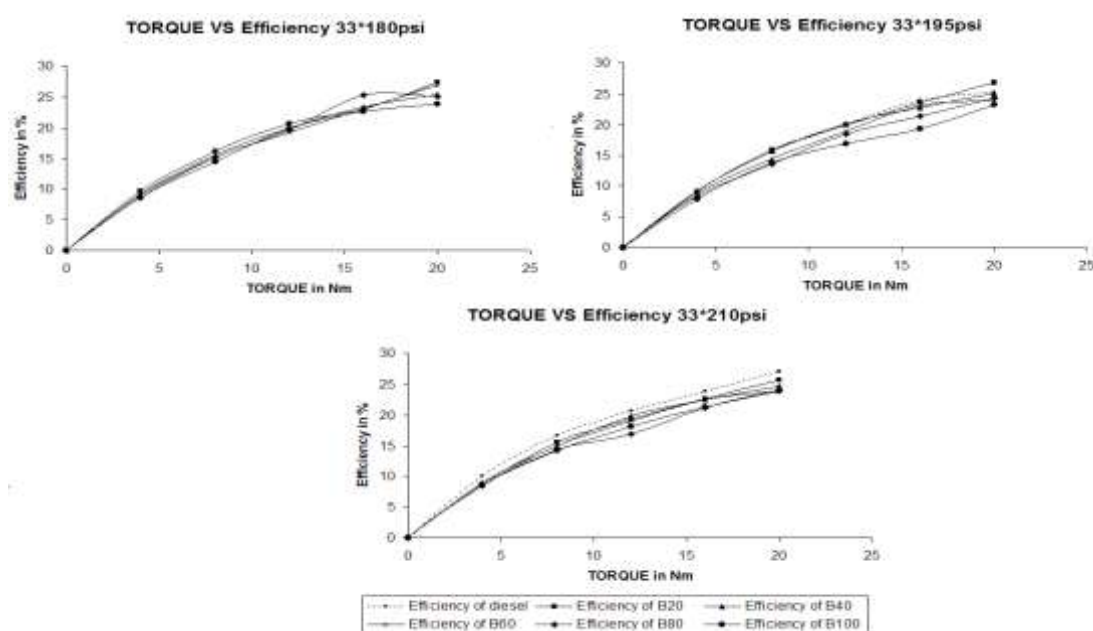 TORQUE VS Efficiency 33*180psi
Efficiency in %
30
25
20
15
10
5
0
0 5 10 15 20 25
TORQUE in Nm
TORQUE VS Efficiency 33*195psi
Efficiency in %
30
25
20
15
10
5
0
0 5 10 15 20 25
TORQUE in Nm
TORQUE VS Efficiency 33*210psi
Efficiency in %
30
25
20
15
10
5
0
0 5 10 15 20 25
TORQUE in Nm
Efficiency of diesel Efficiency of B20 Efficiency of B40
Efficiency of B60 Efficiency of B80 Efficiency of B100